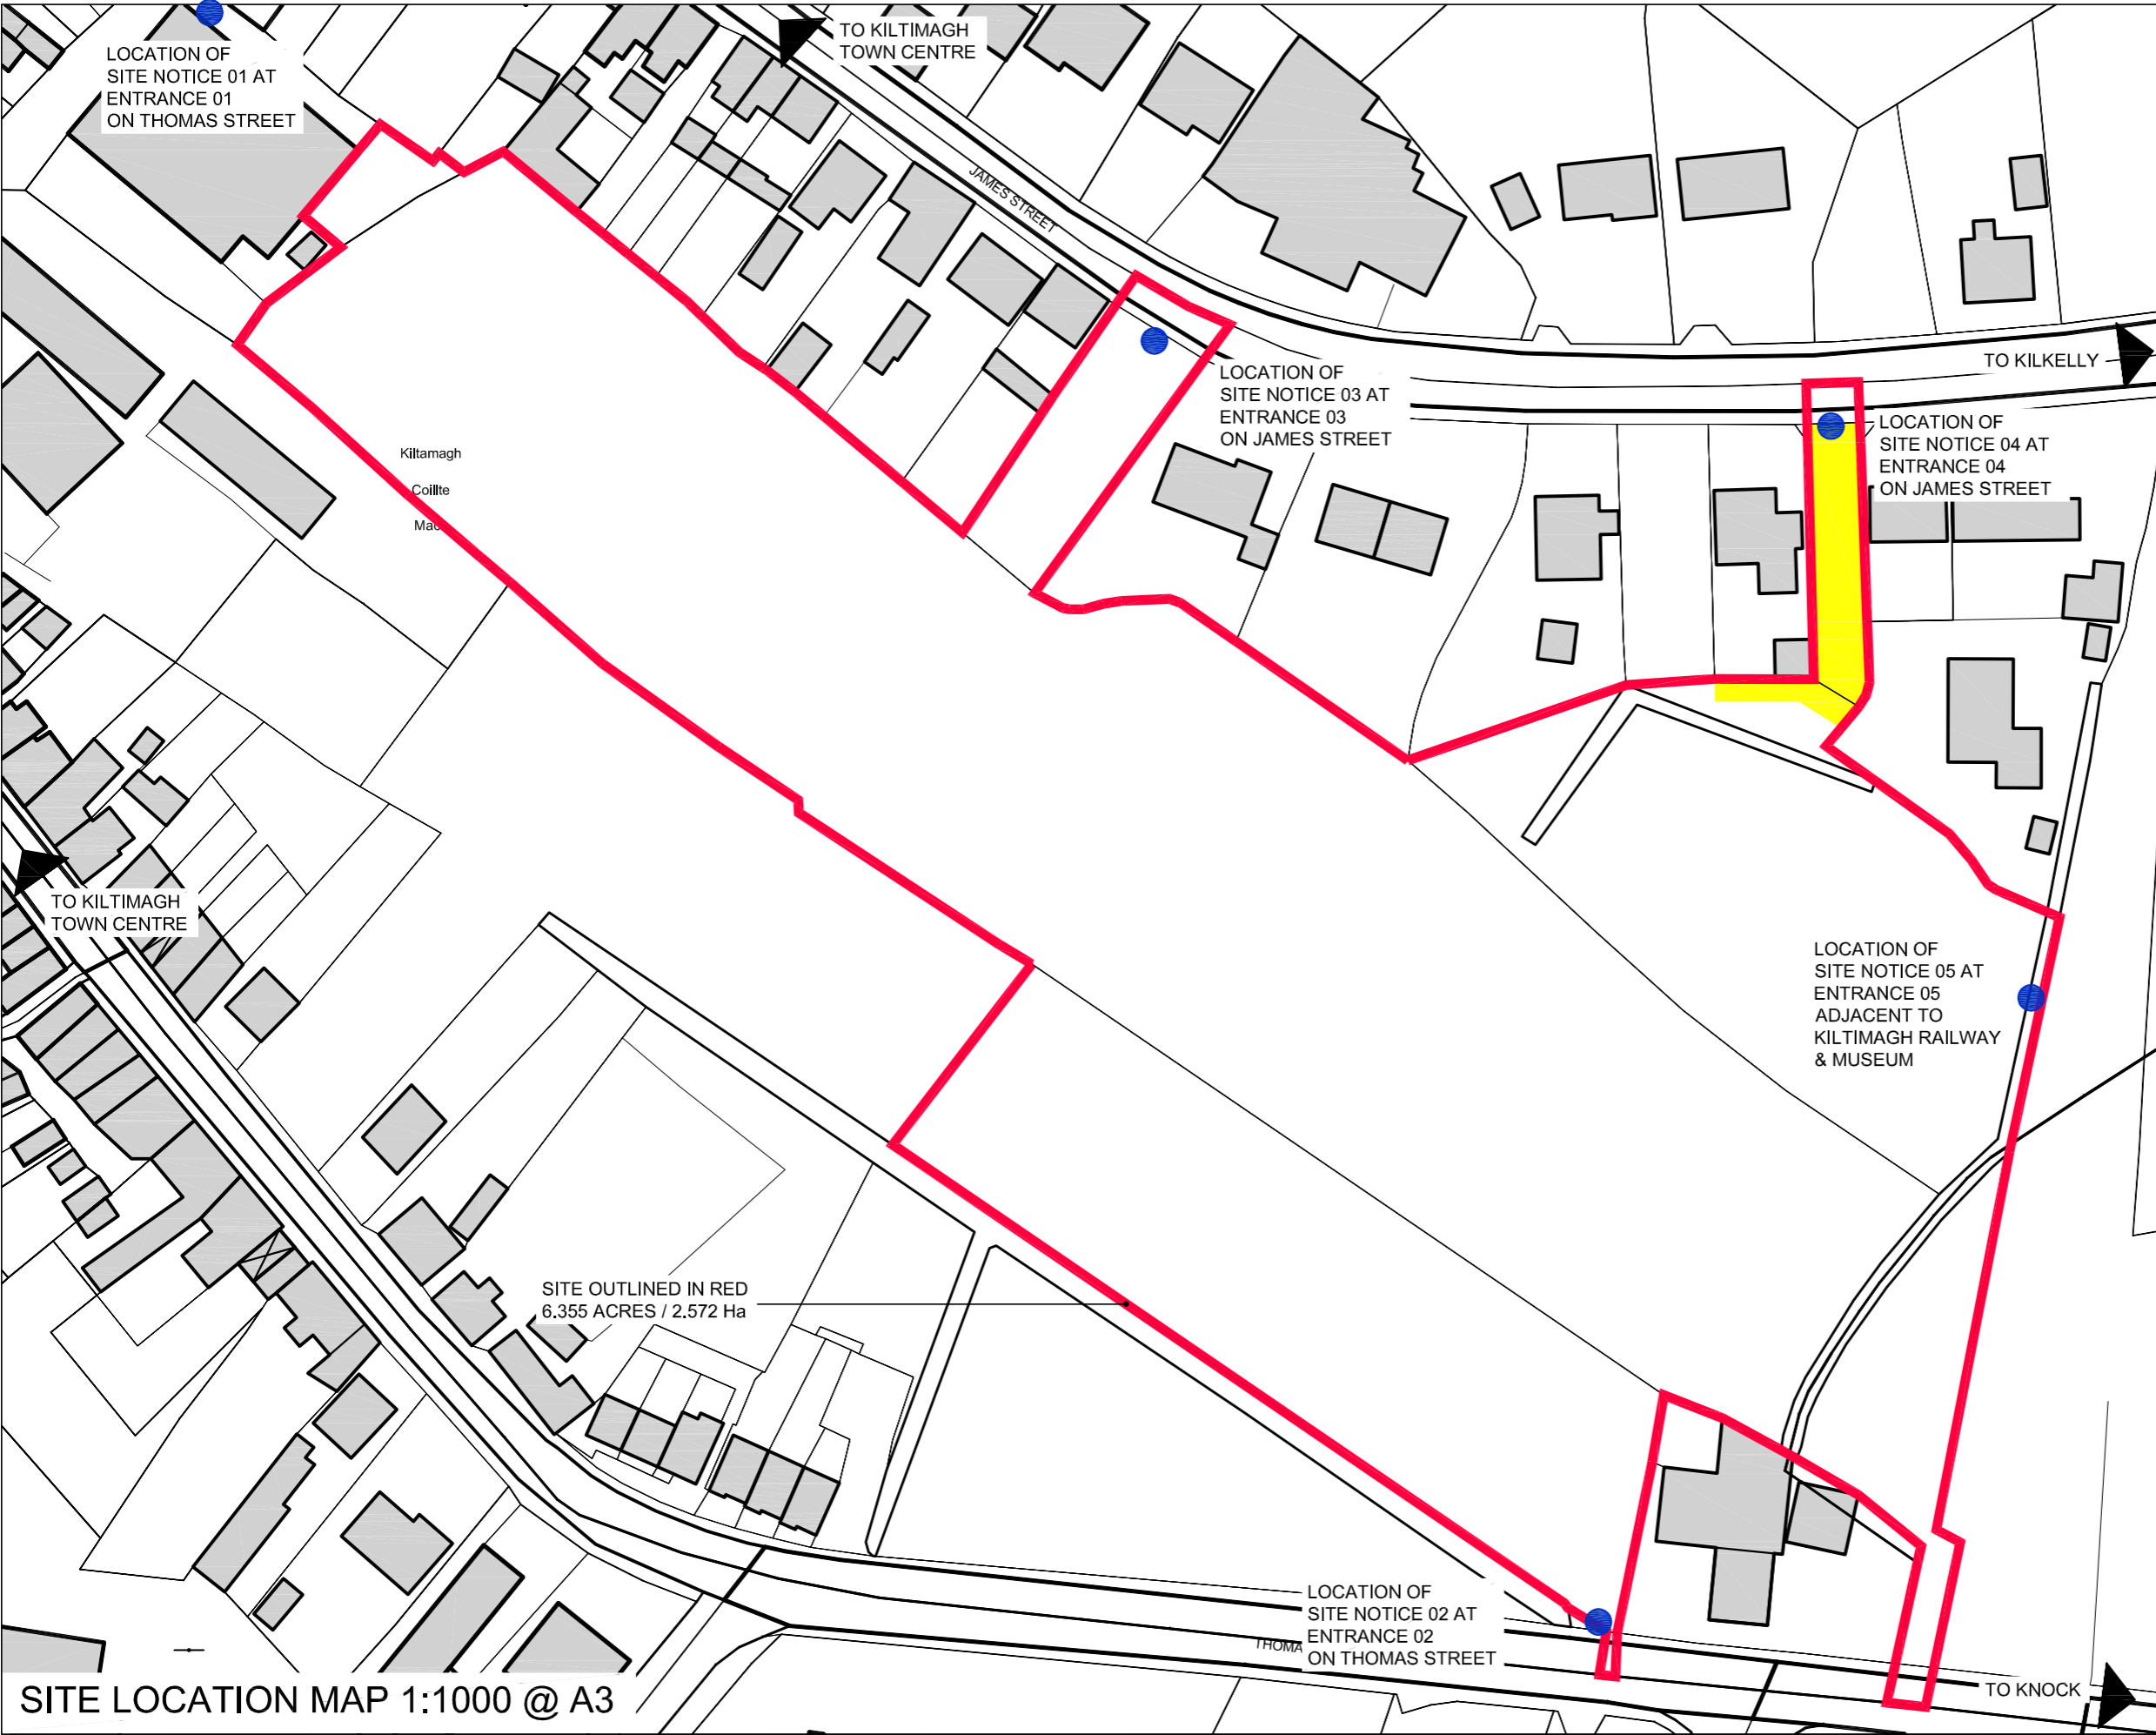 LOCATION OF
SITE NOTICE 01 AT
ENTRANCE 01
ON THOMAS STREET
TO KILTIMAGH
TOWN CENTRE
JAMES STREET
LOCATION OF
SITE NOTICE 03 AT
ENTRANCE 03
ON JAMES STREET
TO KILKELLY
LOCATION OF
SITE NOTICE 04 AT
ENTRANCE 04
ON JAMES STREET
Kiltamagh
Coillte
Mac
TO KILTIMAGH
TOWN CENTRE
LOCATION OF
SITE NOTICE 05 AT
ENTRANCE 05
ADJACENT TO
KILTIMAGH RAILWAY
& MUSEUM
SITE OUTLINED IN RED
6.355 ACRES / 2.572 Ha
LOCATION OF
SITE NOTICE 02 AT
ENTRANCE 02
ON THOMAS STREET
THOMA
TO KNOCK
SITE LOCATION MAP 1:1000 @ A3